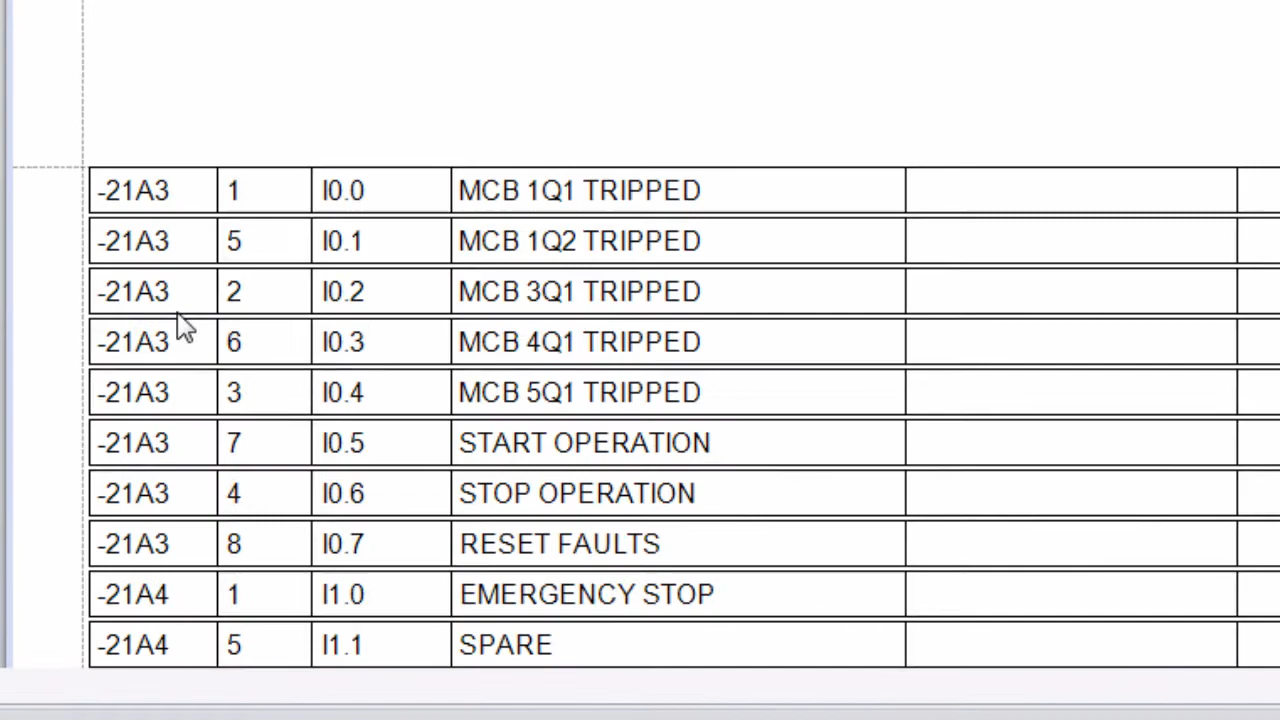 -21A3 1 I0.0 MCB 1Q1 TRIPPED
-21A3 5 I0.1 MCB 1Q2 TRIPPED
-21A3 2 I0.2 MCB 3Q1 TRIPPED
-21A3 6 I0.3 MCB 4Q1 TRIPPED
-21A3 3 I0.4 MCB 5Q1 TRIPPED
-21A3 7 I0.5 START OPERATION
-21A3 4 I0.6 STOP OPERATION
-21A3 8 I0.7 RESET FAULTS
-21A4 1 I1.0 EMERGENCY STOP
-21A4 5 I1.1 SPARE